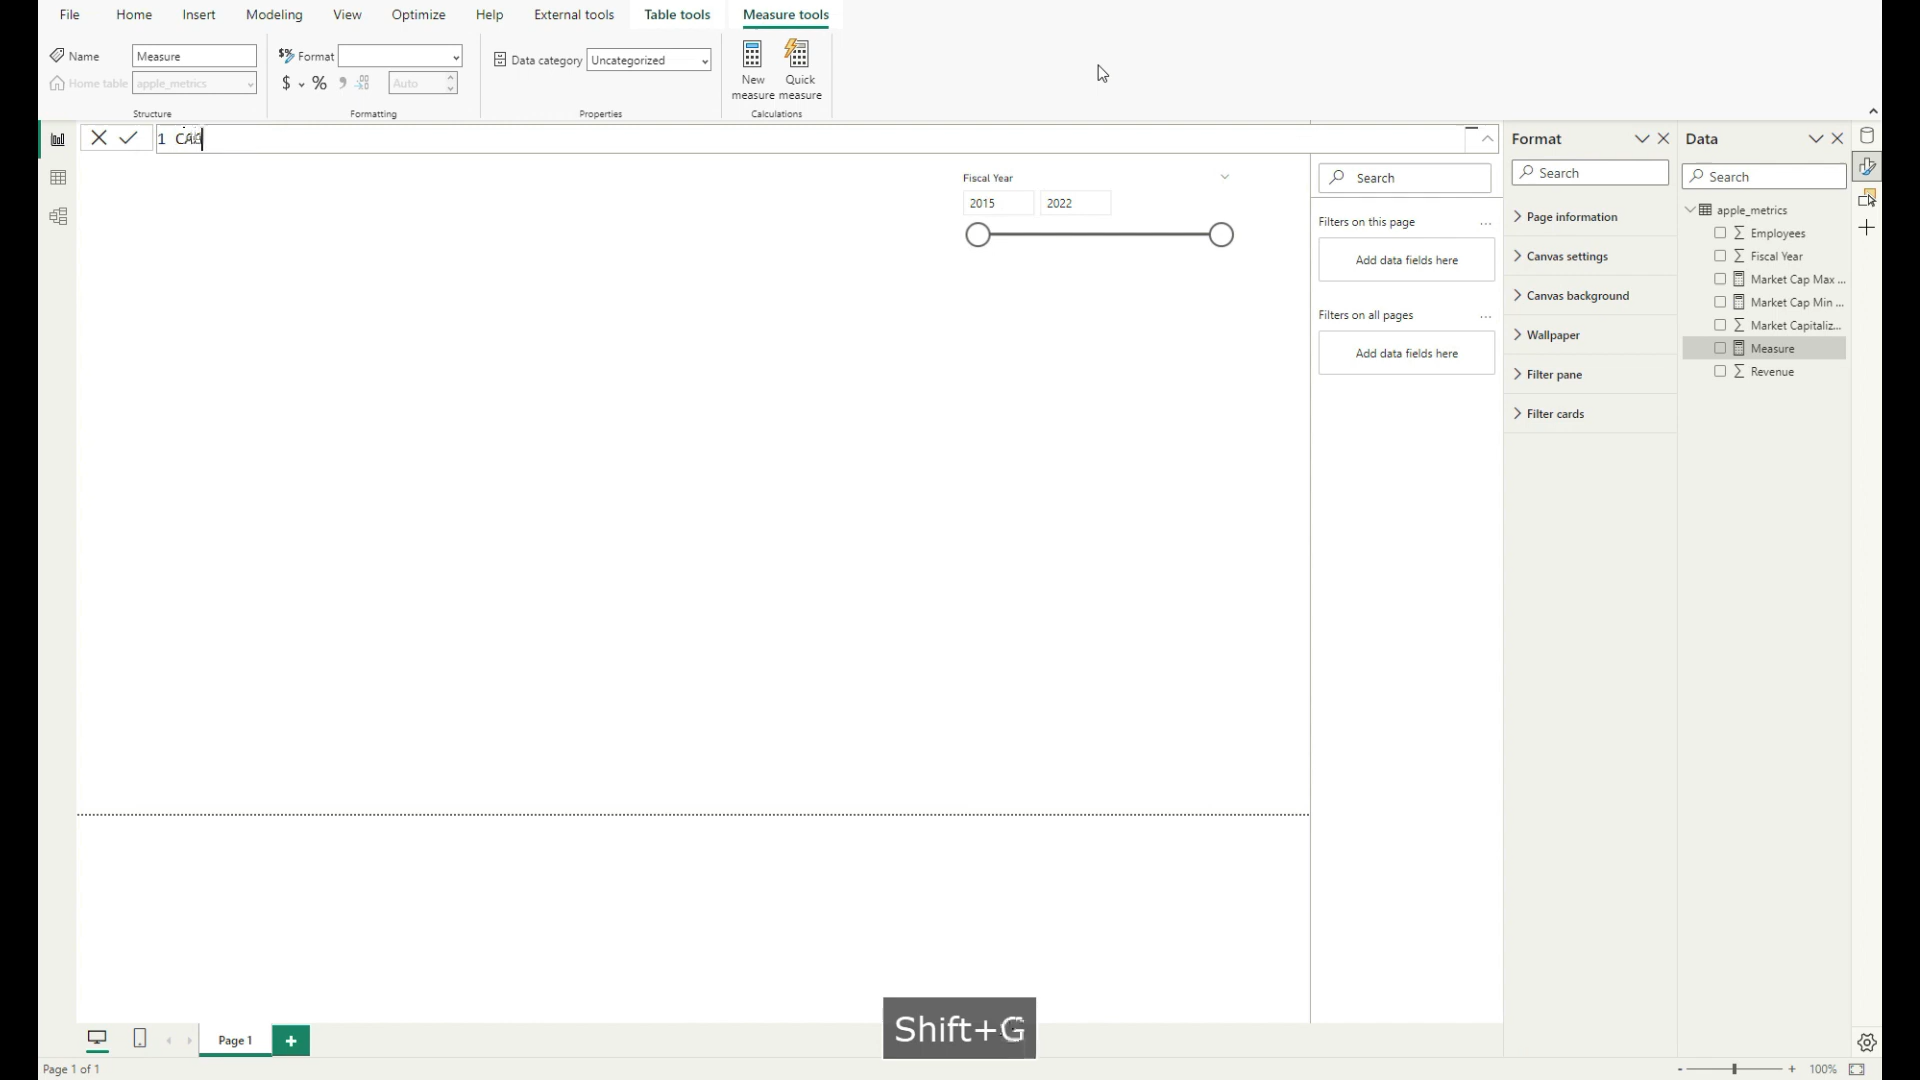 File Home Insert Modeling View Optimize Help External tools Table tools Measure tools
Name Measure
Home table apple_metrics
Structure
$% Format
$ % Auto
Formatting
Data category Uncategorized
Properties
New measure
Quick measure
Calculations
1 CAG
Fiscal Year
2015 2022
Search
Filters on this page ...
Add data fields here
Filters on all pages ...
Add data fields here
Format
Search
Page information
Canvas settings
Canvas background
Wallpaper
Filter pane
Filter cards
Data
Search
apple_metrics
Employees
Fiscal Year
Market Cap Max ...
Market Cap Min ...
Market Capitaliz...
Measure
Revenue
Shift+G
Page 1
Page 1 of 1
- + 100%